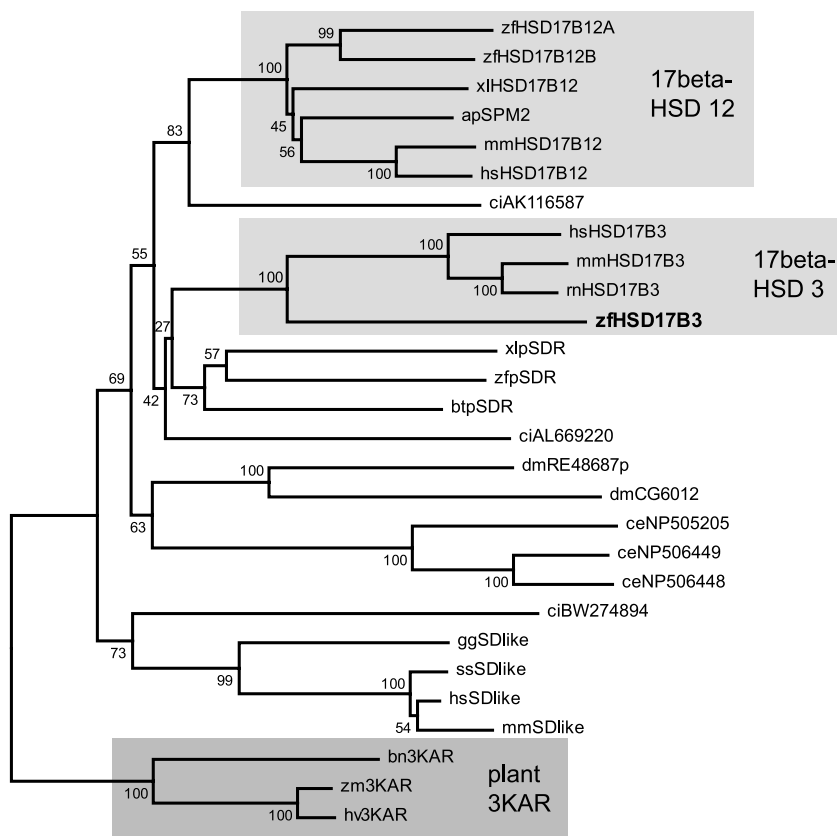 zfHSD17B12A
99
zfHSD17B12B
100
17beta-
HSD 12
xlHSD17B12
45
apSPM2
83
56
mmHSD17B12
100
hsHSD17B12
ciAK116587
hsHSD17B3
100
mmHSD17B3
17beta-
HSD 3
55
100
100
rnHSD17B3
zfHSD17B3
27
57
xlpSDR
zfpSDR
69
42
73
btpSDR
ciAL669220
100
dmRE48687p
dmCG6012
63
ceNP505205
100
ceNP506449
100
ceNP506448
ciBW274894
73
ggSDlike
99
100
ssSDlike
hsSDlike
54
mmSDlike
bn3KAR
plant
3KAR
100
zm3KAR
100
hv3KAR